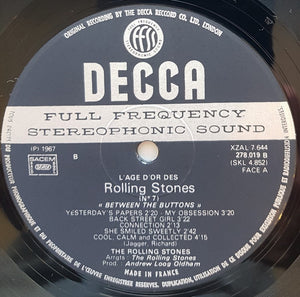 ORIGINAL RECORDING BY THE DECCA RECORD CO. LTD. LONDON
FFSS
DECCA
FULL FREQUENCY
STEREOPHONIC SOUND
(P) 1967
XZAL 7.644
278.019 B
(SKL 4.852)
SACEM
B
FACE A
L'AGE D'OR DES
Rolling Stones
(N° 7)
« BETWEEN THE BUTTONS »
YESTERDAY'S PAPERS 2'20 - MY OBSESSION 3'20
BACK STREET GIRL 3'22
CONNECTION 2'13
SHE SMILED SWEETLY 2'42
COOL, CALM and COLLECTED 4'15
(Jagger, Richard)
THE ROLLING STONES
Arrgts : The Rolling Stones
Prod. : Andrew Loog Oldham
MADE IN FRANCE